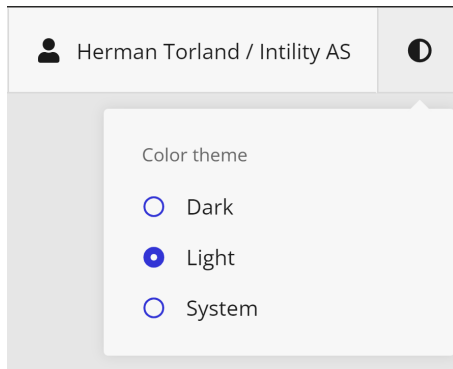 Herman Torland / Intility AS
Color theme
Dark
Light
System